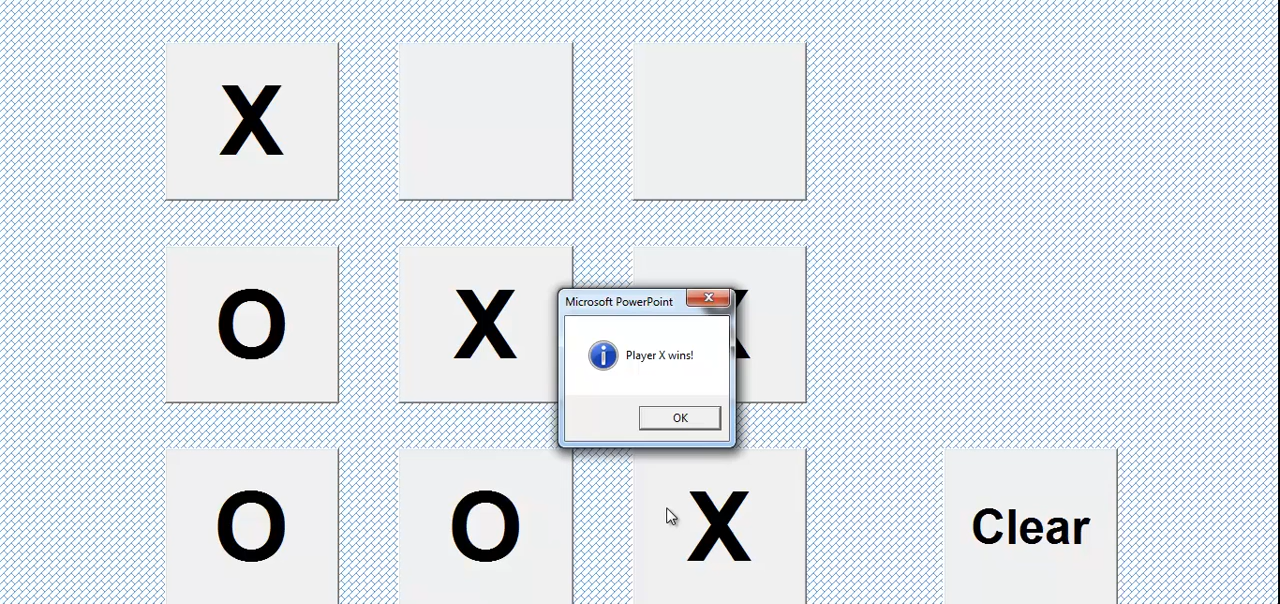 X
O X X
Microsoft PowerPoint
Player X wins!
OK
O O X
Clear